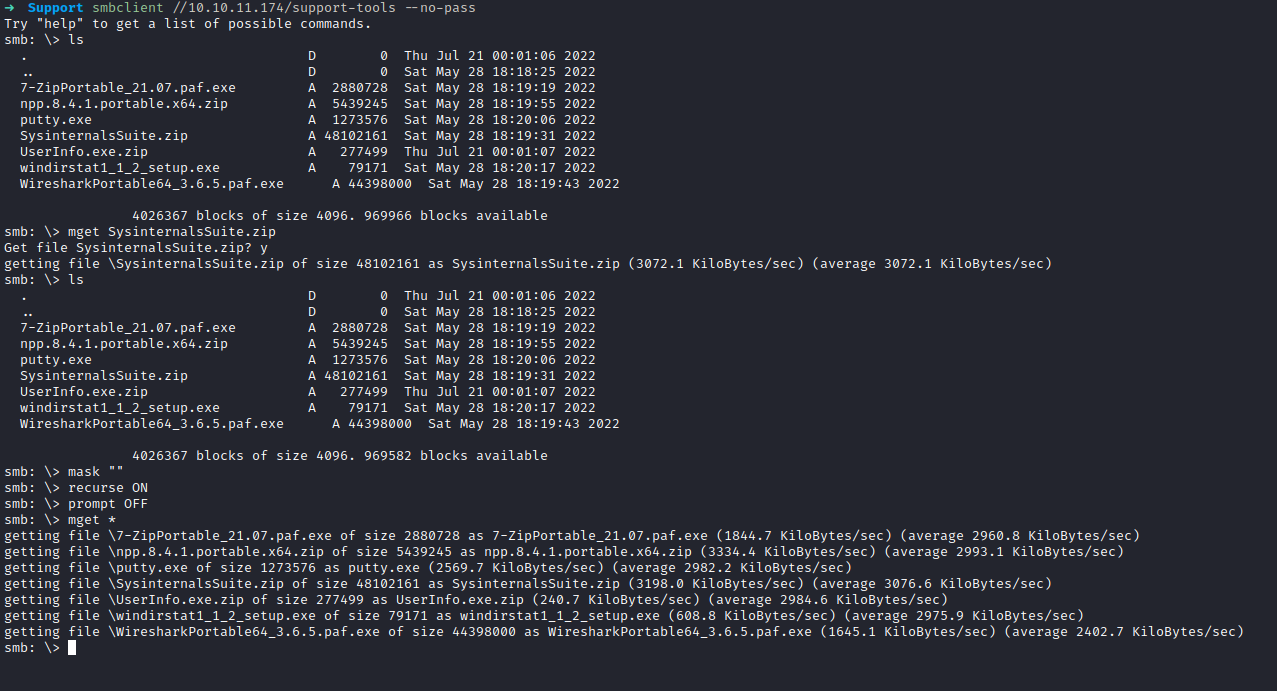 → Support smbclient //10.10.11.174/support-tools --no-pass
Try "help" to get a list of possible commands.
smb: \> ls
. D 0 Thu Jul 21 00:01:06 2022
.. D 0 Sat May 28 18:18:25 2022
7-ZipPortable_21.07.paf.exe A 2880728 Sat May 28 18:19:19 2022
npp.8.4.1.portable.x64.zip A 5439245 Sat May 28 18:19:55 2022
putty.exe A 1273576 Sat May 28 18:20:06 2022
SysinternalsSuite.zip A 48102161 Sat May 28 18:19:31 2022
UserInfo.exe.zip A 277499 Thu Jul 21 00:01:07 2022
windirstat1_1_2_setup.exe A 79171 Sat May 28 18:20:17 2022
WiresharkPortable64_3.6.5.paf.exe A 44398000 Sat May 28 18:19:43 2022
4026367 blocks of size 4096. 969966 blocks available
smb: \> mget SysinternalsSuite.zip
Get file SysinternalsSuite.zip? y
getting file \SysinternalsSuite.zip of size 48102161 as SysinternalsSuite.zip (3072.1 KiloBytes/sec) (average 3072.1 KiloBytes/sec)
smb: \> ls
. D 0 Thu Jul 21 00:01:06 2022
.. D 0 Sat May 28 18:18:25 2022
7-ZipPortable_21.07.paf.exe A 2880728 Sat May 28 18:19:19 2022
npp.8.4.1.portable.x64.zip A 5439245 Sat May 28 18:19:55 2022
putty.exe A 1273576 Sat May 28 18:20:06 2022
SysinternalsSuite.zip A 48102161 Sat May 28 18:19:31 2022
UserInfo.exe.zip A 277499 Thu Jul 21 00:01:07 2022
windirstat1_1_2_setup.exe A 79171 Sat May 28 18:20:17 2022
WiresharkPortable64_3.6.5.paf.exe A 44398000 Sat May 28 18:19:43 2022
4026367 blocks of size 4096. 969582 blocks available
smb: \> mask ""
smb: \> recurse ON
smb: \> prompt OFF
smb: \> mget *
getting file \7-ZipPortable_21.07.paf.exe of size 2880728 as 7-ZipPortable_21.07.paf.exe (1844.7 KiloBytes/sec) (average 2960.8 KiloBytes/sec)
getting file \npp.8.4.1.portable.x64.zip of size 5439245 as npp.8.4.1.portable.x64.zip (3334.4 KiloBytes/sec) (average 2993.1 KiloBytes/sec)
getting file \putty.exe of size 1273576 as putty.exe (2569.7 KiloBytes/sec) (average 2982.2 KiloBytes/sec)
getting file \SysinternalsSuite.zip of size 48102161 as SysinternalsSuite.zip (3198.0 KiloBytes/sec) (average 3076.6 KiloBytes/sec)
getting file \UserInfo.exe.zip of size 277499 as UserInfo.exe.zip (240.7 KiloBytes/sec) (average 2984.6 KiloBytes/sec)
getting file \windirstat1_1_2_setup.exe of size 79171 as windirstat1_1_2_setup.exe (608.8 KiloBytes/sec) (average 2975.9 KiloBytes/sec)
getting file \WiresharkPortable64_3.6.5.paf.exe of size 44398000 as WiresharkPortable64_3.6.5.paf.exe (1645.1 KiloBytes/sec) (average 2402.7 KiloBytes/sec)
smb: \>